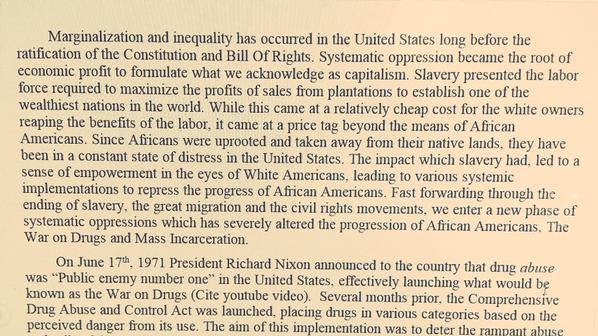 Marginalization and inequality has occurred in the United States long before the
ratification of the Constitution and Bill Of Rights. Systematic oppression became the root of
economic profit to formulate what we acknowledge as capitalism. Slavery presented the labor
force required to maximize the profits of sales from plantations to establish one of the
wealthiest nations in the world. While this came at a relatively cheap cost for the white owners
reaping the benefits of the labor, it came at a price tag beyond the means of African
Americans. Since Africans were uprooted and taken away from their native lands, they have
been in a constant state of distress in the United States. The impact which slavery had, led to a
sense of empowerment in the eyes of White Americans, leading to various systemic
implementations to repress the progress of African Americans. Fast forwarding through the
ending of slavery, the great migration and the civil rights movements, we enter a new phase of
systematic oppressions which has severely altered the progression of African Americans, The
War on Drugs and Mass Incarceration.
On June 17th, 1971 President Richard Nixon announced to the country that drug abuse
was “Public enemy number one” in the United States, effectively launching what would be
known as the War on Drugs (Cite youtube video). Several months prior, the Comprehensive
Drug Abuse and Control Act was launched, placing drugs in various categories based on the
perceived danger from its use. The aim of this implementation was to deter the rampant abuse